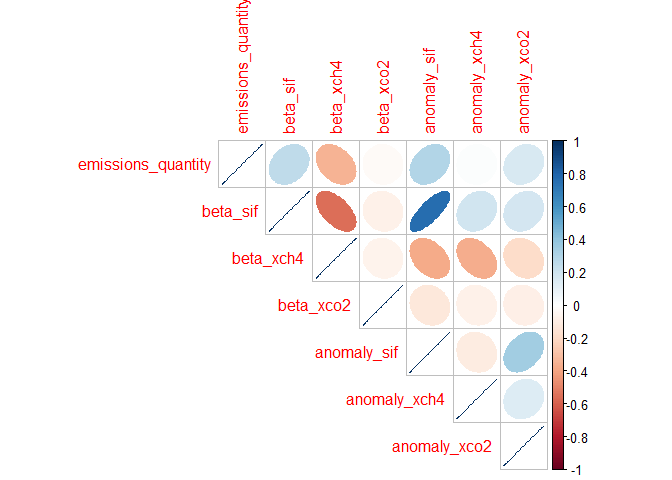 emissions_quantity
beta_sif
beta_xch4
beta_xco2
anomaly_sif
anomaly_xch4
anomaly_xco2
emissions_quantity
beta_sif
beta_xch4
beta_xco2
anomaly_sif
anomaly_xch4
anomaly_xco2
1
0.8
0.6
0.4
0.2
0
-0.2
-0.4
-0.6
-0.8
-1